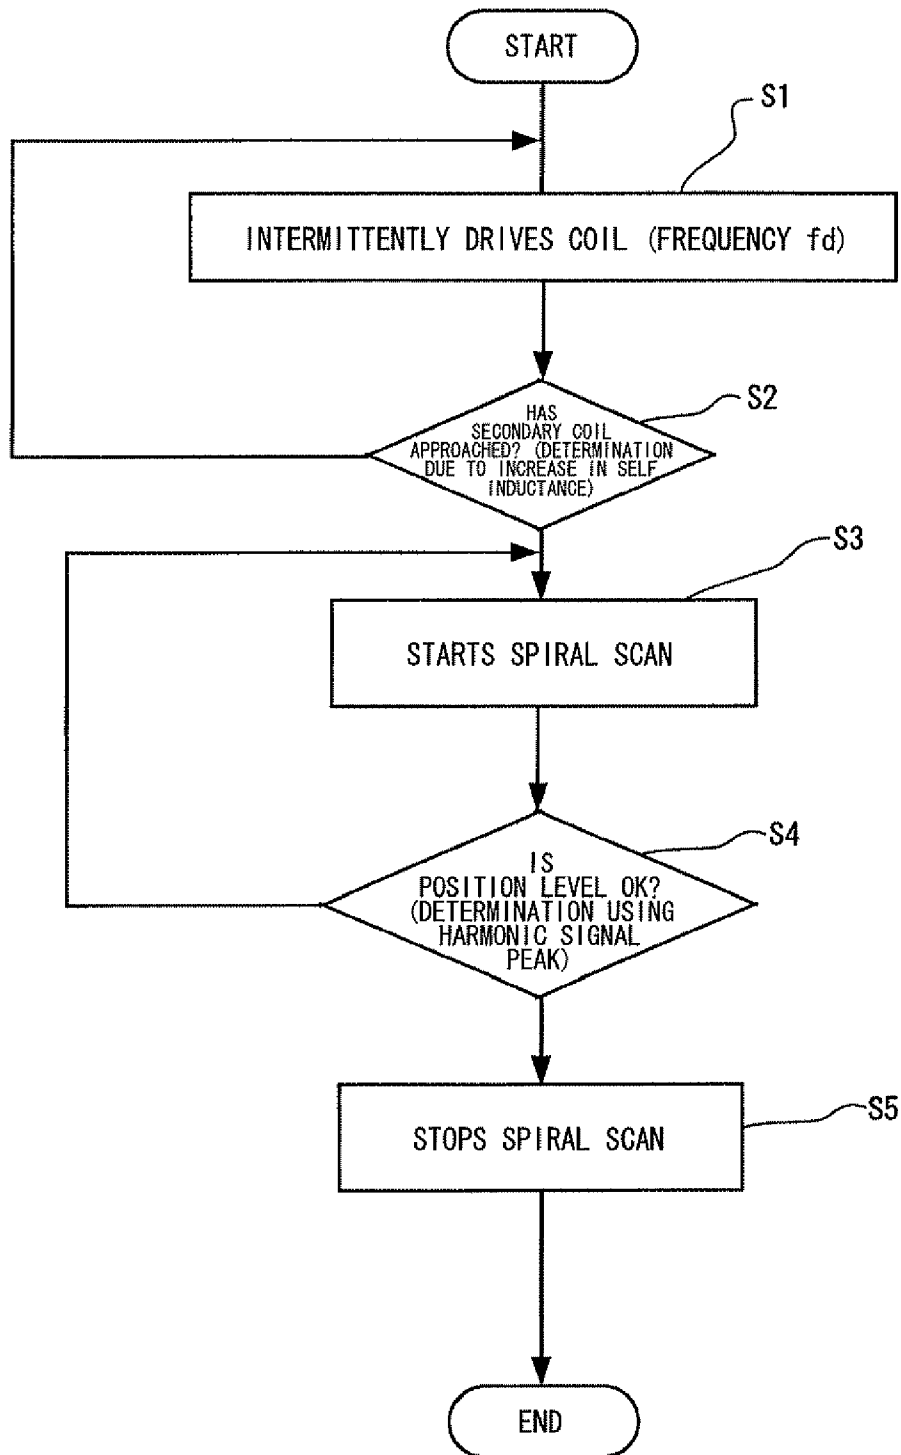 START
S1
INTERMITTENTLY DRIVES COIL (FREQUENCY fd)
S2
HAS
SECONDARY COIL
APPROACHED? (DETERMINATION
DUE TO INCREASE IN SELF
INDUCTANCE)
S3
STARTS SPIRAL SCAN
S4
IS
POSITION LEVEL OK?
(DETERMINATION USING
HARMONIC SIGNAL
PEAK)
S5
STOPS SPIRAL SCAN
END